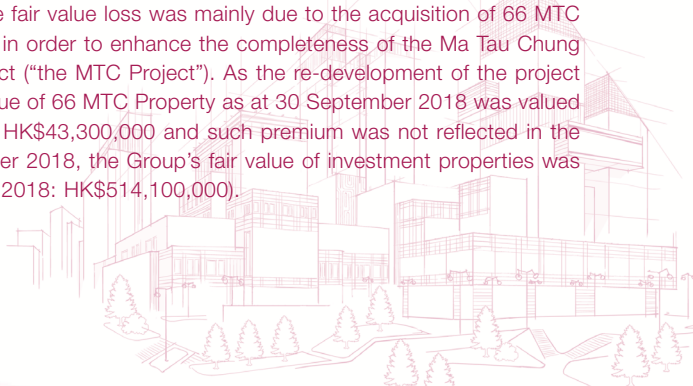 fair value loss was mainly due to the acquisition of 66 MTC
in order to enhance the completeness of the Ma Tau Chung
ct (“the MTC Project”). As the re-development of the project
ue of 66 MTC Property as at 30 September 2018 was valued
HK$43,300,000 and such premium was not reflected in the
er 2018, the Group’s fair value of investment properties was
2018: HK$514,100,000).